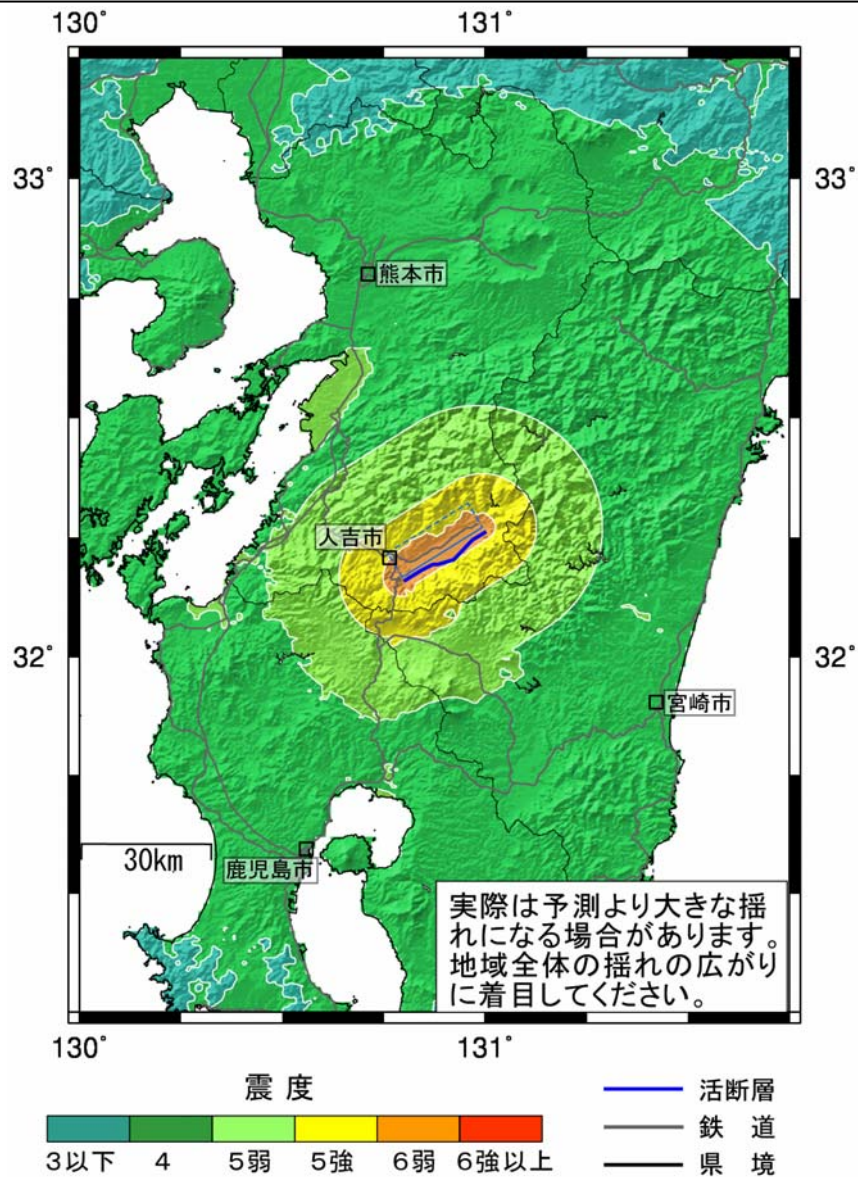 130° 131°
33° 33°
熊本市
人吉市
32° 32°
宮崎市
30km
鹿児島市
実際は予測より大きな揺
れになる場合があります。
地域全体の揺れの広がり
に着目してください。
130° 131°
震 度
3以下 4 5弱 5強 6弱 6強以上
活断層
鉄 道
県 境